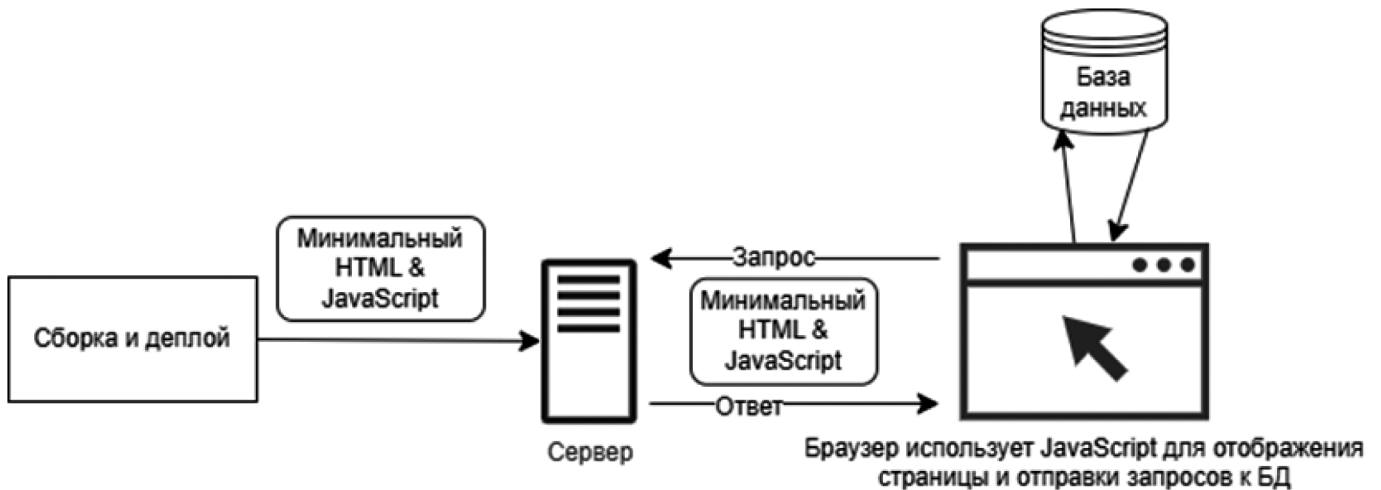 База
данных
Минимальный
HTML &
JavaScript
Запрос
Минимальный
HTML &
JavaScript
Сборка и деплой
Ответ
Сервер
Браузер использует JavaScript для отображения
страницы и отправки запросов к БД